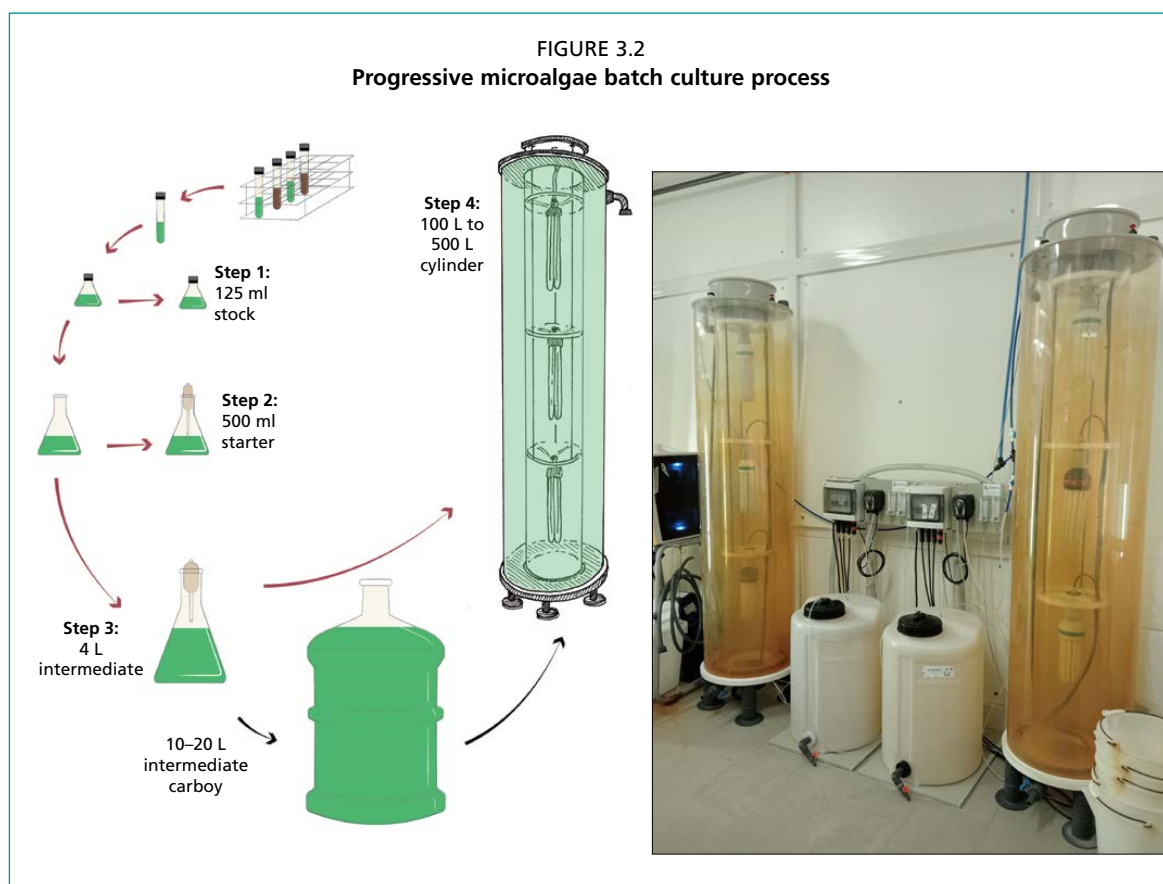 FIGURE 3.2
Progressive microalgae batch culture process
Step 1:
125 ml
stock
Step 2:
500 ml
starter
Step 3:
4 L
intermediate
10–20 L
intermediate
carboy
Step 4:
100 L to
500 L
cylinder